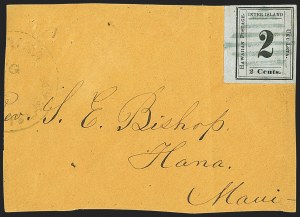 INTER ISLAND
Hawaiian Postage
2
2 Cents.
Rev. S. E. Bishop.
Hana.
Maui -